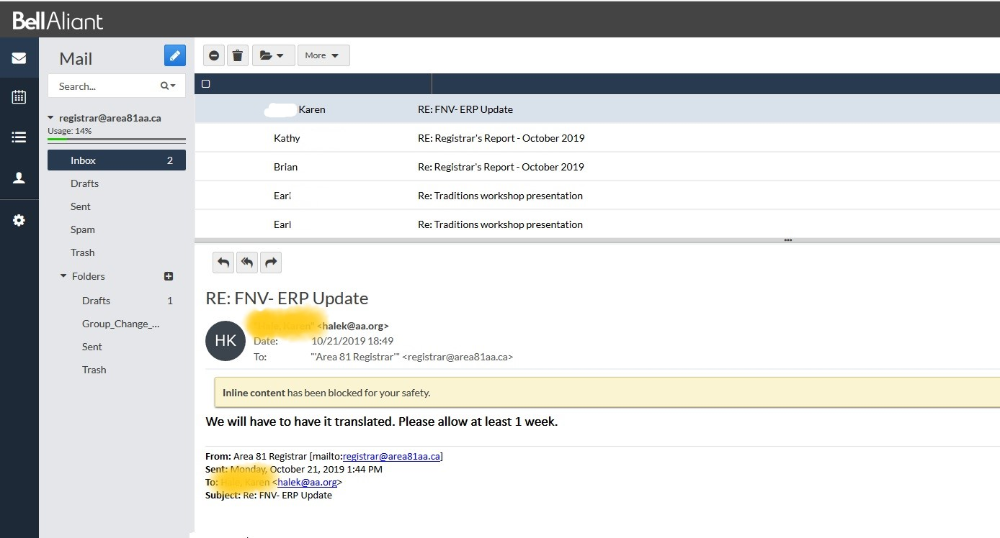 BellAliant
Mail
Search...
registrar@area81aa.ca
Usage: 14%
Inbox 2
Drafts
Sent
Spam
Trash
Folders
Drafts 1
Group_Change_...
Sent
Trash
More
Karen RE: FNV- ERP Update
Kathy RE: Registrar's Report - October 2019
Brian Re: Registrar's Report - October 2019
Earl Re: Traditions workshop presentation
Earl Re: Traditions workshop presentation
RE: FNV- ERP Update
HK
<halek@aa.org>
Date: 10/21/2019 18:49
To: "'Area 81 Registrar'" <registrar@area81aa.ca>
Inline content has been blocked for your safety.
We will have to have it translated. Please allow at least 1 week.
From: Area 81 Registrar [mailto:registrar@area81aa.ca]
Sent: Monday, October 21, 2019 1:44 PM
To: <halek@aa.org>
Subject: Re: FNV- ERP Update